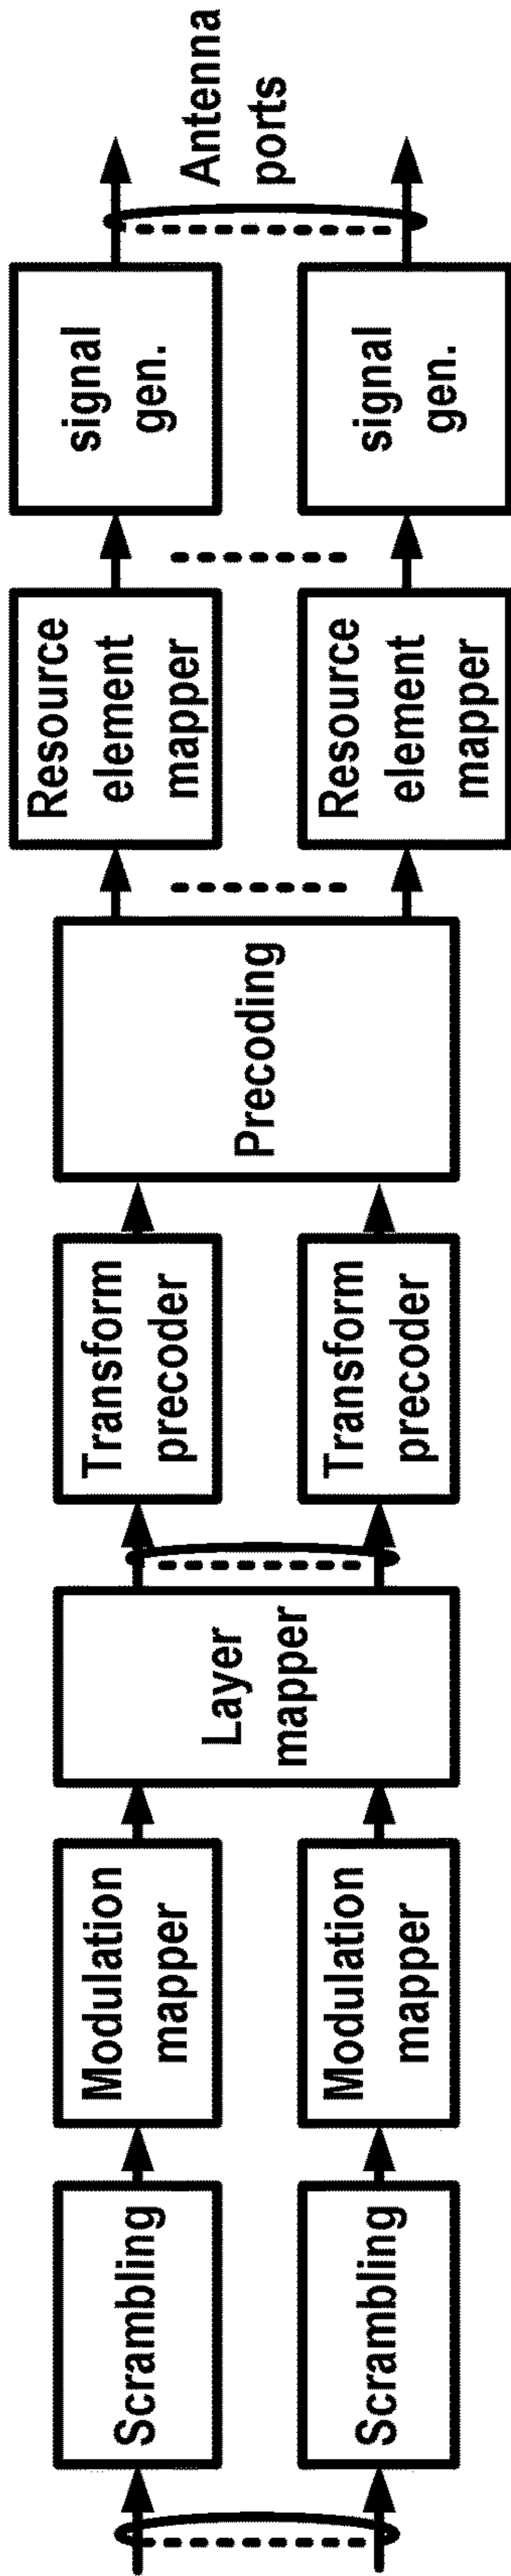 Scrambling
Scrambling
Modulation
mapper
Modulation
mapper
Layer
mapper
Transform
precoder
Transform
precoder
Precoding
Resource
element
mapper
Resource
element
mapper
signal
gen.
signal
gen.
Antenna
ports